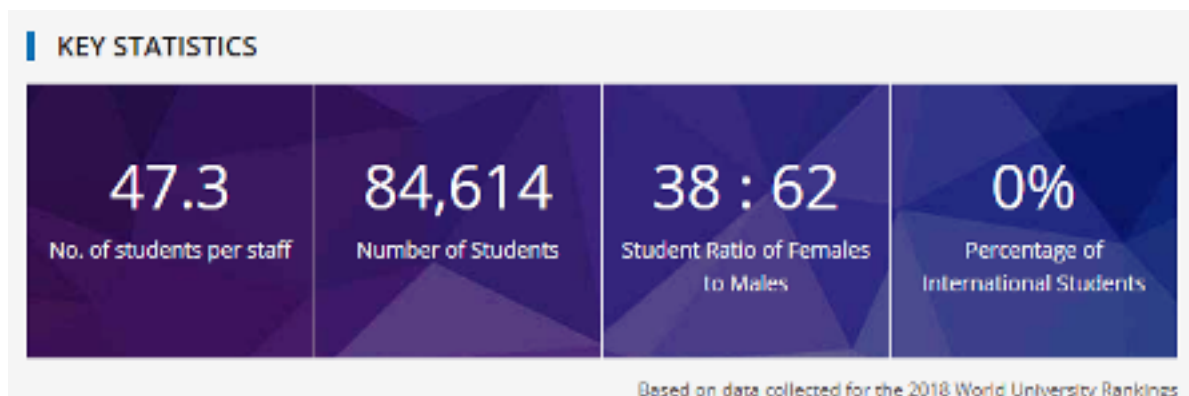 KEY STATISTICS
47.3
No. of students per staff
84,614
Number of Students
38 : 62
Student Ratio of Females
to Males
0%
Percentage of
International Students
Based on data collected for the 2018 World University Rankings